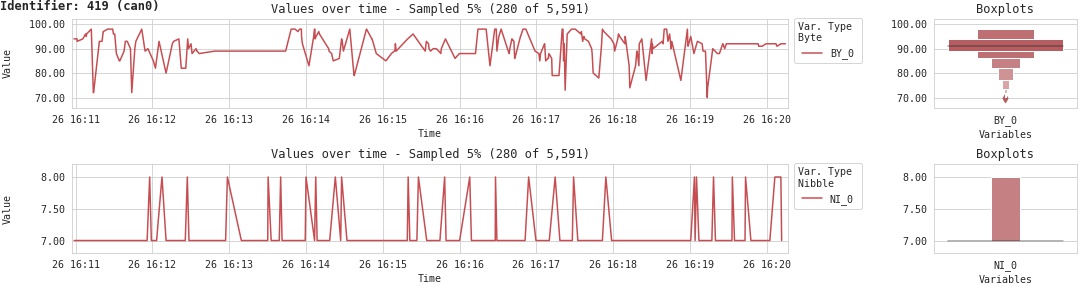 Identifier: 419 (can0)
Values over time - Sampled 5% (280 of 5,591)
Boxplots
Value
100.00
90.00
80.00
70.00
26 16:11 26 16:12 26 16:13 26 16:14 26 16:15 26 16:16 26 16:17 26 16:18 26 16:19 26 16:20
Time
Var. Type
Byte
BY_0
100.00
90.00
80.00
70.00
BY_0
Variables
Values over time - Sampled 5% (280 of 5,591)
Boxplots
Value
8.00
7.50
7.00
26 16:11 26 16:12 26 16:13 26 16:14 26 16:15 26 16:16 26 16:17 26 16:18 26 16:19 26 16:20
Time
Var. Type
Nibble
NI_0
8.00
7.50
7.00
NI_0
Variables